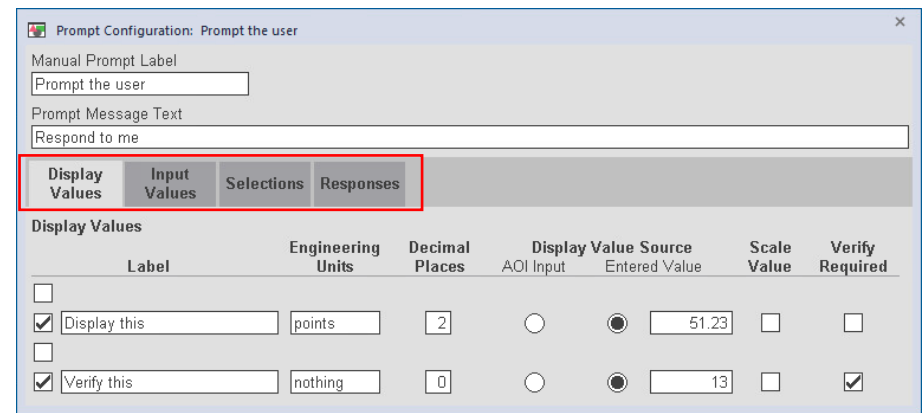 Prompt Configuration: Prompt the user
Manual Prompt Label
Prompt the user
Prompt Message Text
Respond to me
Display Values Input Values Selections Responses
Display Values
Label Engineering Units Decimal Places Display Value Source AOI Input Entered Value Scale Value Verify Required
Display this points 2 51.23
Verify this nothing 0 13